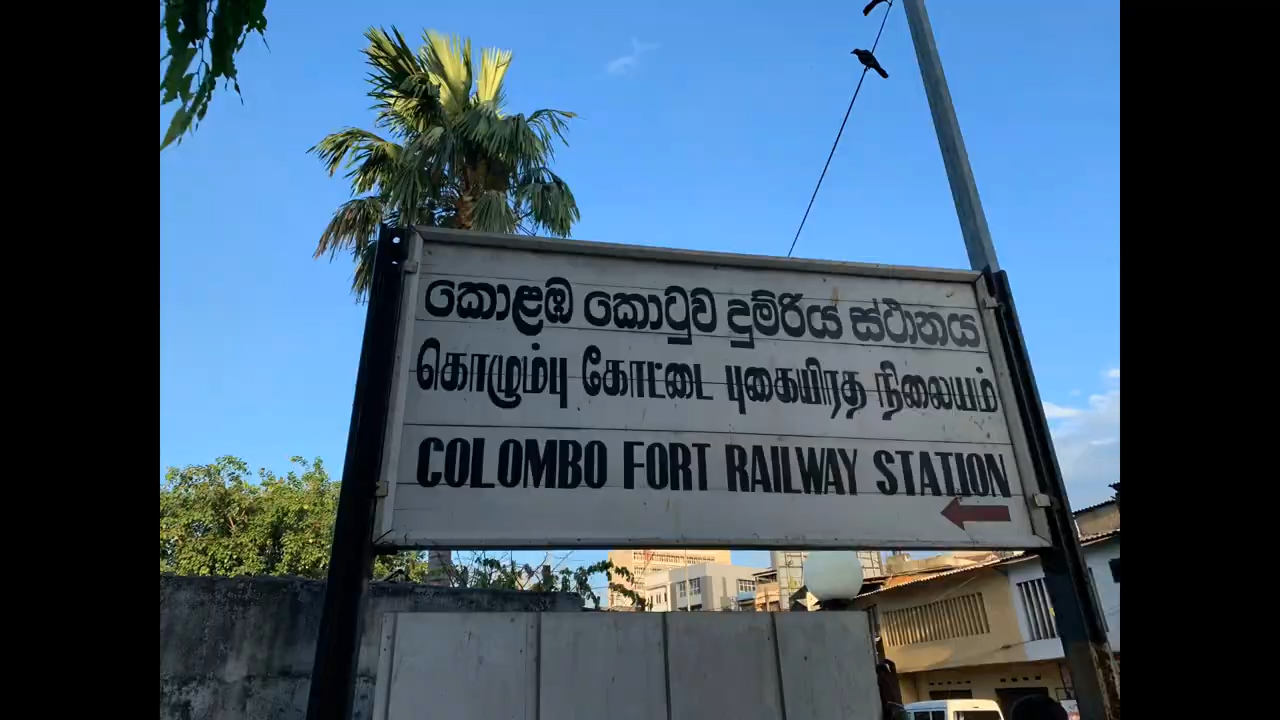 කොළඹ කොටුව දුම්රිය ස්ථානය
கொழும்பு கோட்டை புகையிரத நிலையம்
COLOMBO FORT RAILWAY STATION